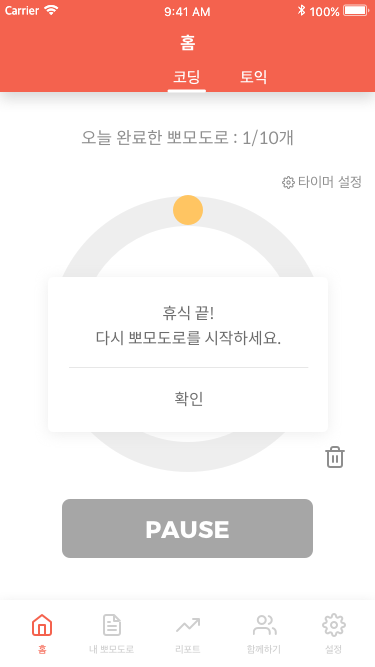 Carrier 9:41 AM 100%
홈
코딩 토익
오늘 완료한 뽀모도로 : 1/10개
타이머 설정
휴식 끝!
다시 뽀모도로를 시작하세요.
확인
PAUSE
홈 내 뽀모도로 리포트 함께하기 설정